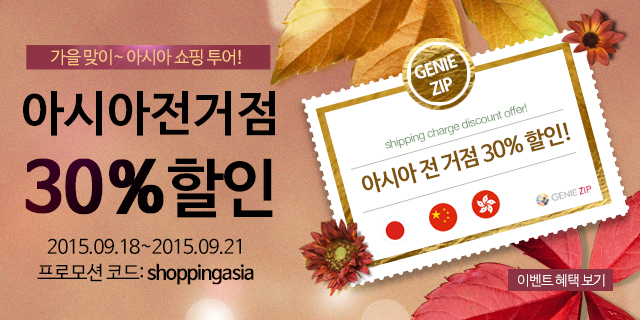 가을 맞이~ 아시아 쇼핑 투어!
아시아전거점
30%할인
2015.09.18~2015.09.21
프로모션 코드: shoppingasia
GENIE
ZIP
shipping charge discount offer!
아시아 전 거점 30% 할인!
GENIE ZIP
이벤트 혜택 보기